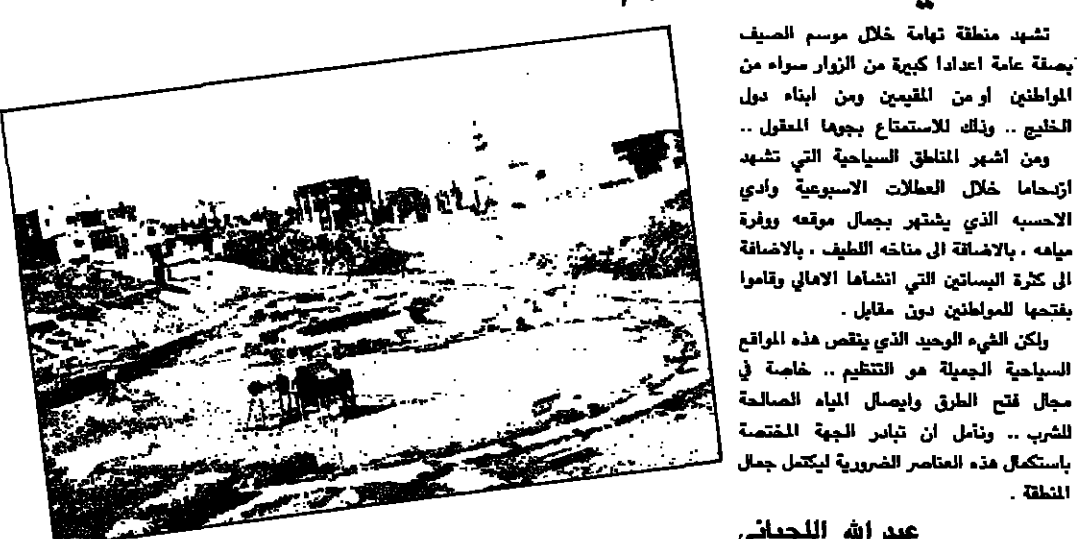 تشهد منطقة تهامة خلال موسم الصيف
بصفة عامة اعدادا كبيرة من الزوار سواء من
المواطنين أو من المقيمين ومن ابناء دول
الخليج .. وذلك للاستمتاع بجوها المعقول ..
ومن أشهر المناطق السياحية التي تشهد
ازدحاما خلال العطلات الاسبوعية وادي
الاحسبه الذي يشتهر بجمال موقعه ووفرة
مياهه ، بالاضافة الى مناخه اللطيف ، بالاضافة
الى كثرة البساتين التي انشاها الاهالي وقاموا
بفتحها للمواطنين دون مقابل .
ولكن الشيء الوحيد الذي ينقص هذه المواقع
السياحية الجميلة هو التنظيم .. خاصة في
مجال فتح الطرق وايصال المياه الصالحة
للشرب .. ونأمل ان تبادر الجهة المختصة
باستكمال هذه العناصر الضرورية ليكتمل جمال
المنطقة .
عبد الله اللحياني